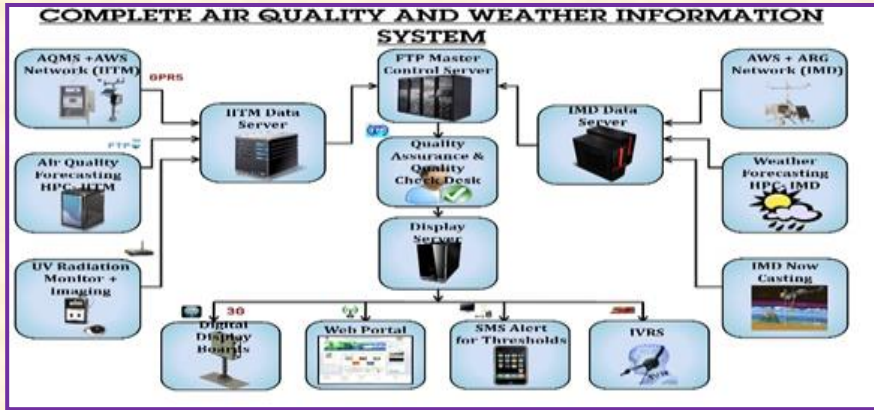 COMPLETE AIR QUALITY AND WEATHER INFORMATION
SYSTEM
AQMS +AWS
Network (IITM)
GPRS
FTP Master
Control Server
AWS + ARG
Network (IMD)
IITM Data
Server
IMD Data
Server
FTP
Air Quality
Forecasting
HPC- IITM
Quality
Assurance &
Quality
Check Desk
Weather
Forecasting
HPC- IMD
Display
Server
UV Radiation
Monitor +
Imaging
IMD Now
Casting
3G
Digital
Display
Boards
Web Portal
SMS Alert
for Thresholds
IVRS